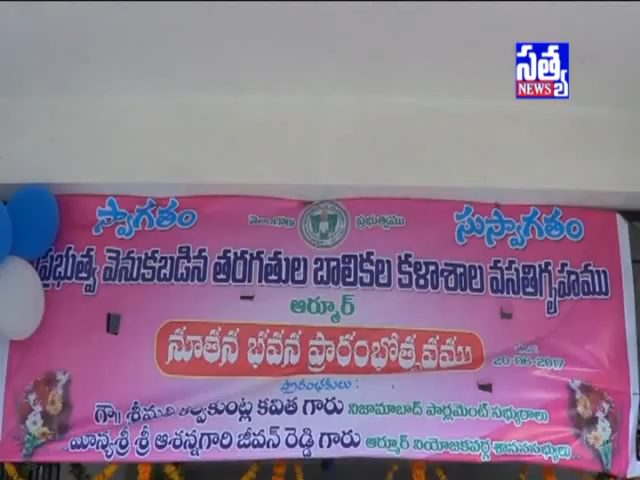 సత్య
NEWS
స్వాగతం తెలంగాణ ప్రభుత్వము సుస్వాగతం
ప్రభుత్వ వెనుకబడిన తరగతుల బాలికల కళాశాల వసతిగృహము
ఆర్మూర్
నూతన భవన ప్రారంభోత్సవము
తేది: 20-06-2017
ప్రారంభకులు :
గౌ॥ శ్రీమతి కల్వకుంట్ల కవిత గారు నిజామాబాద్ పార్లమెంట్ సభ్యురాలు
మాన్యశ్రీ శ్రీ ఆశన్నగారి జీవన్ రెడ్డి గారు ఆర్మూర్ నియోజకవర్గ శాసనసభ్యులు